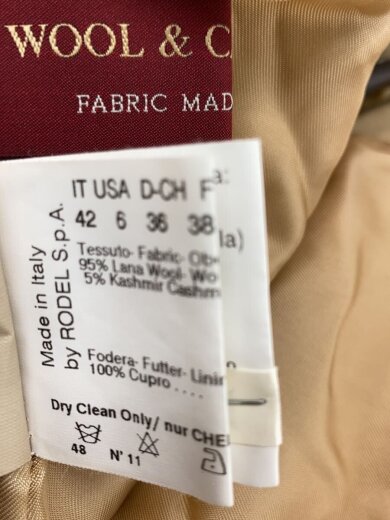 WOOL & C
FABRIC MAD
IT USA D-CH F
42 6 36 38
Made in Italy
by RODEL S.p.A.
Tessuto- Fabric- Ob
95% Lana Wool- Wo
5% Kashmir Cashm
Fodera- Futter- Linin
100% Cupro ....
Dry Clean Only/ nur CHE
48 N° 11
a:
la)